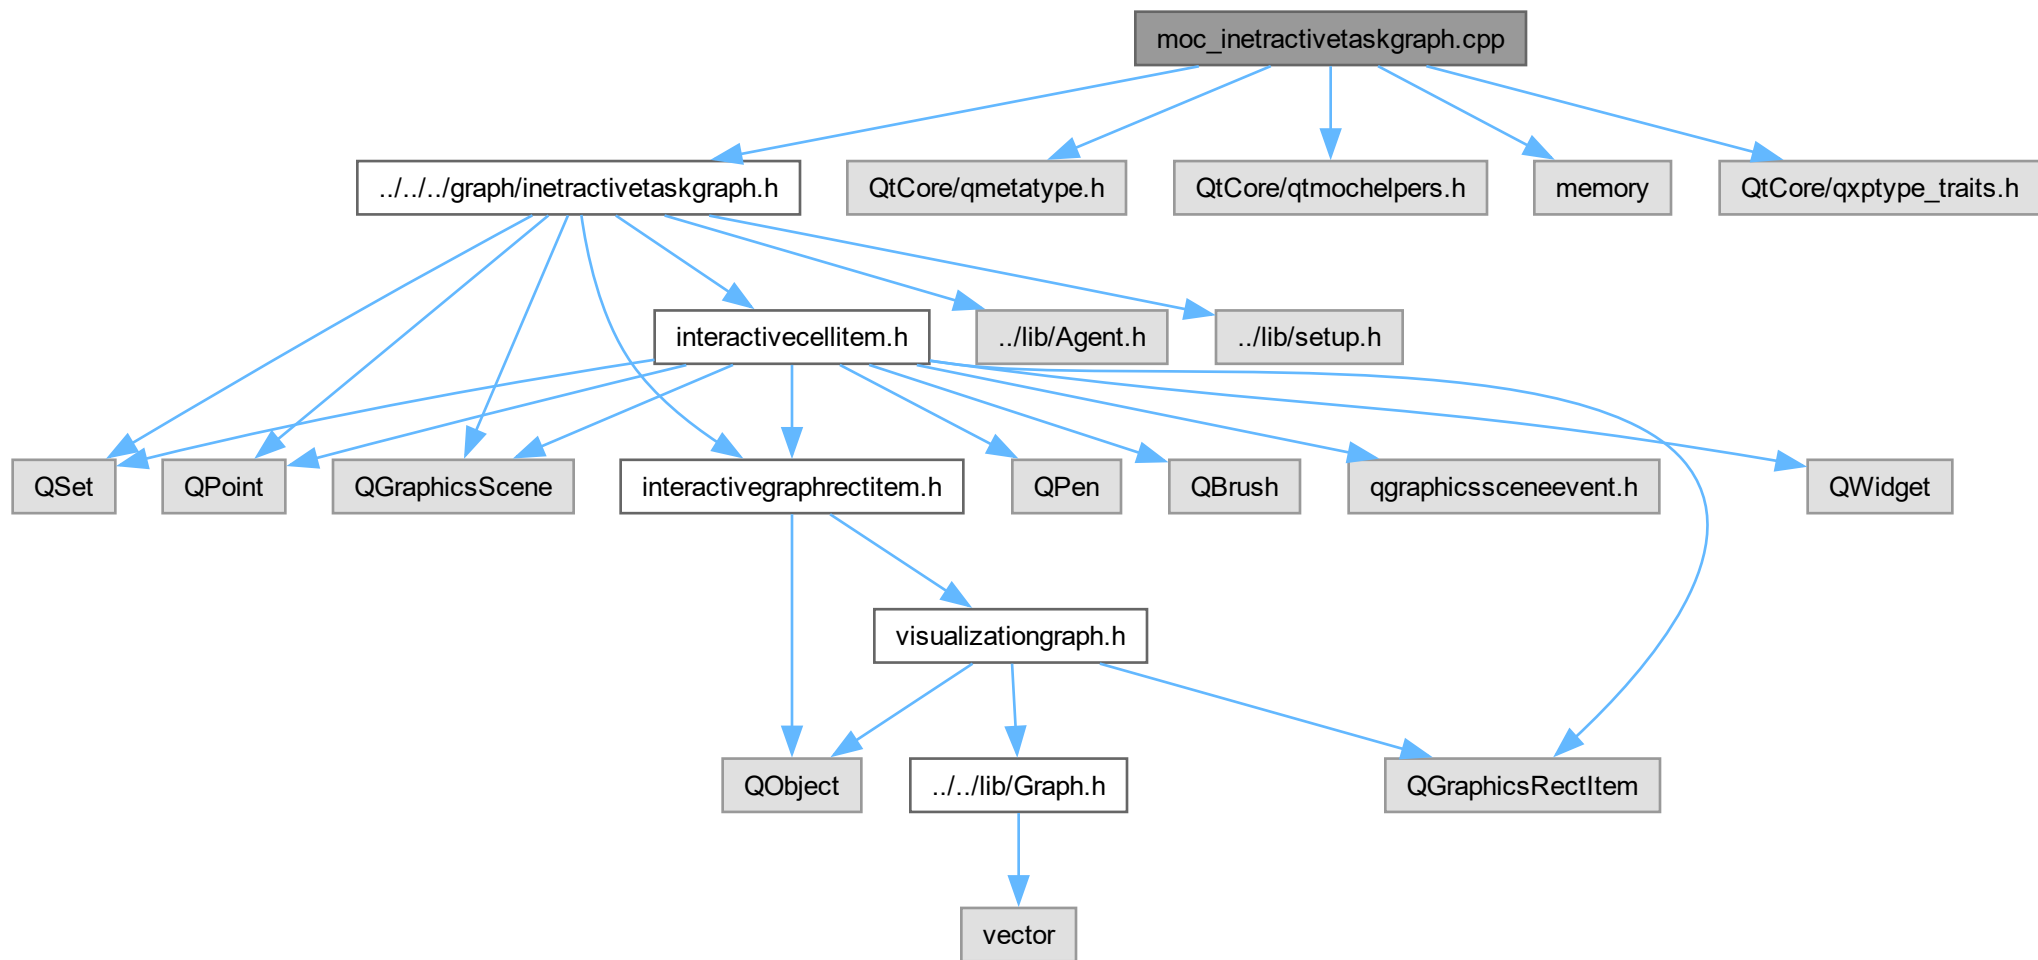 moc_inetractivetaskgraph.cpp
../../../graph/inetractivetaskgraph.h
QtCore/qmetatype.h
QtCore/qtmochelpers.h
memory
QtCore/qxptype_traits.h
interactivecellitem.h
../lib/Agent.h
../lib/setup.h
QSet
QPoint
QGraphicsScene
interactivegraphrectitem.h
QPen
QBrush
qgraphicssceneevent.h
QWidget
visualizationgraph.h
QObject
../../lib/Graph.h
QGraphicsRectItem
vector